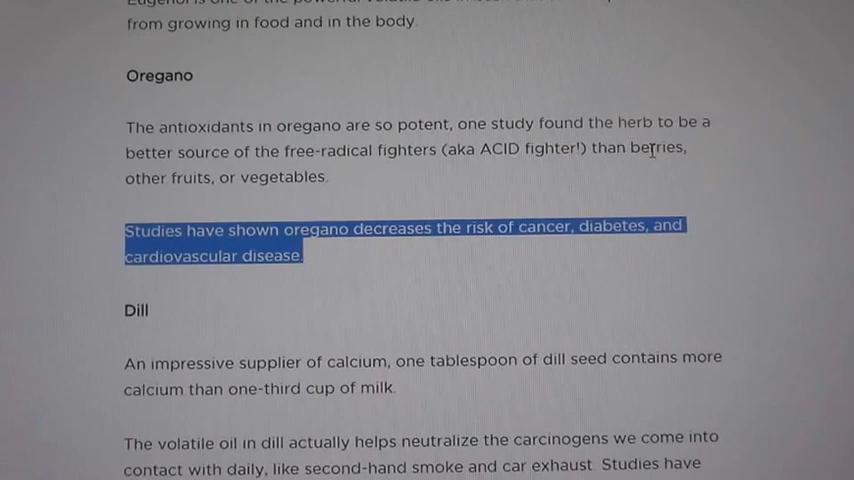 from growing in food and in the body.
Oregano
The antioxidants in oregano are so potent, one study found the herb to be a
better source of the free-radical fighters (aka ACID fighter!) than berries,
other fruits, or vegetables.
Studies have shown oregano decreases the risk of cancer, diabetes, and
cardiovascular disease.
Dill
An impressive supplier of calcium, one tablespoon of dill seed contains more
calcium than one-third cup of milk.
The volatile oil in dill actually helps neutralize the carcinogens we come into
contact with daily, like second-hand smoke and car exhaust. Studies have